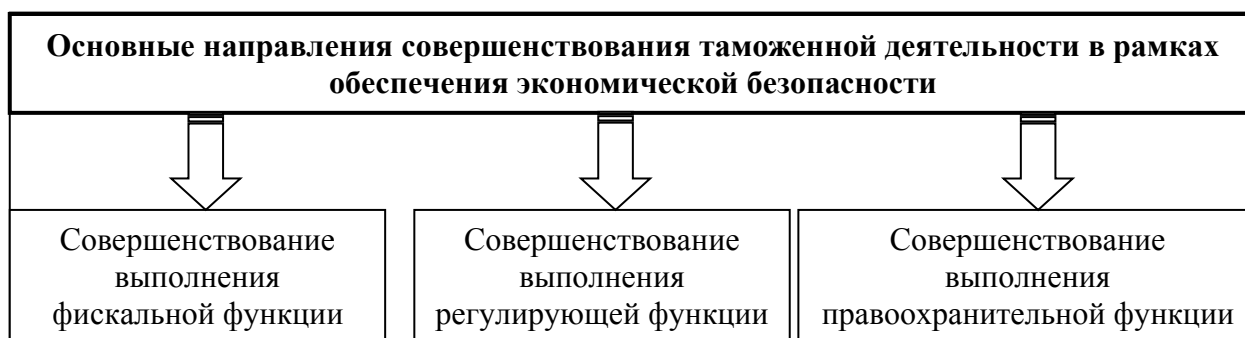 Основные направления совершенствования таможенной деятельности в рамках
обеспечения экономической безопасности
Совершенствование
выполнения
фискальной функции
Совершенствование
выполнения
регулирующей функции
Совершенствование
выполнения
правоохранительной функции